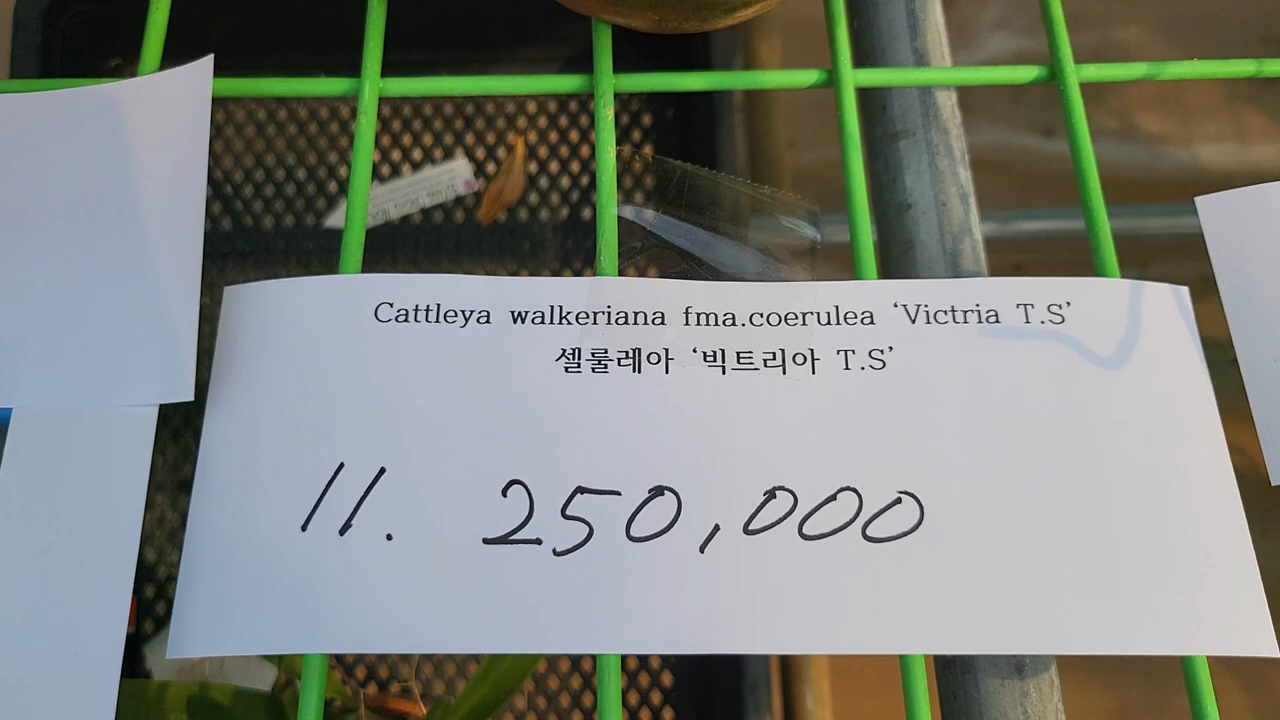 Cattleya walkeriana fma.coerulea ‘Victria T.S’
셀룰레아 ‘빅트리아 T.S’
11. 250,000